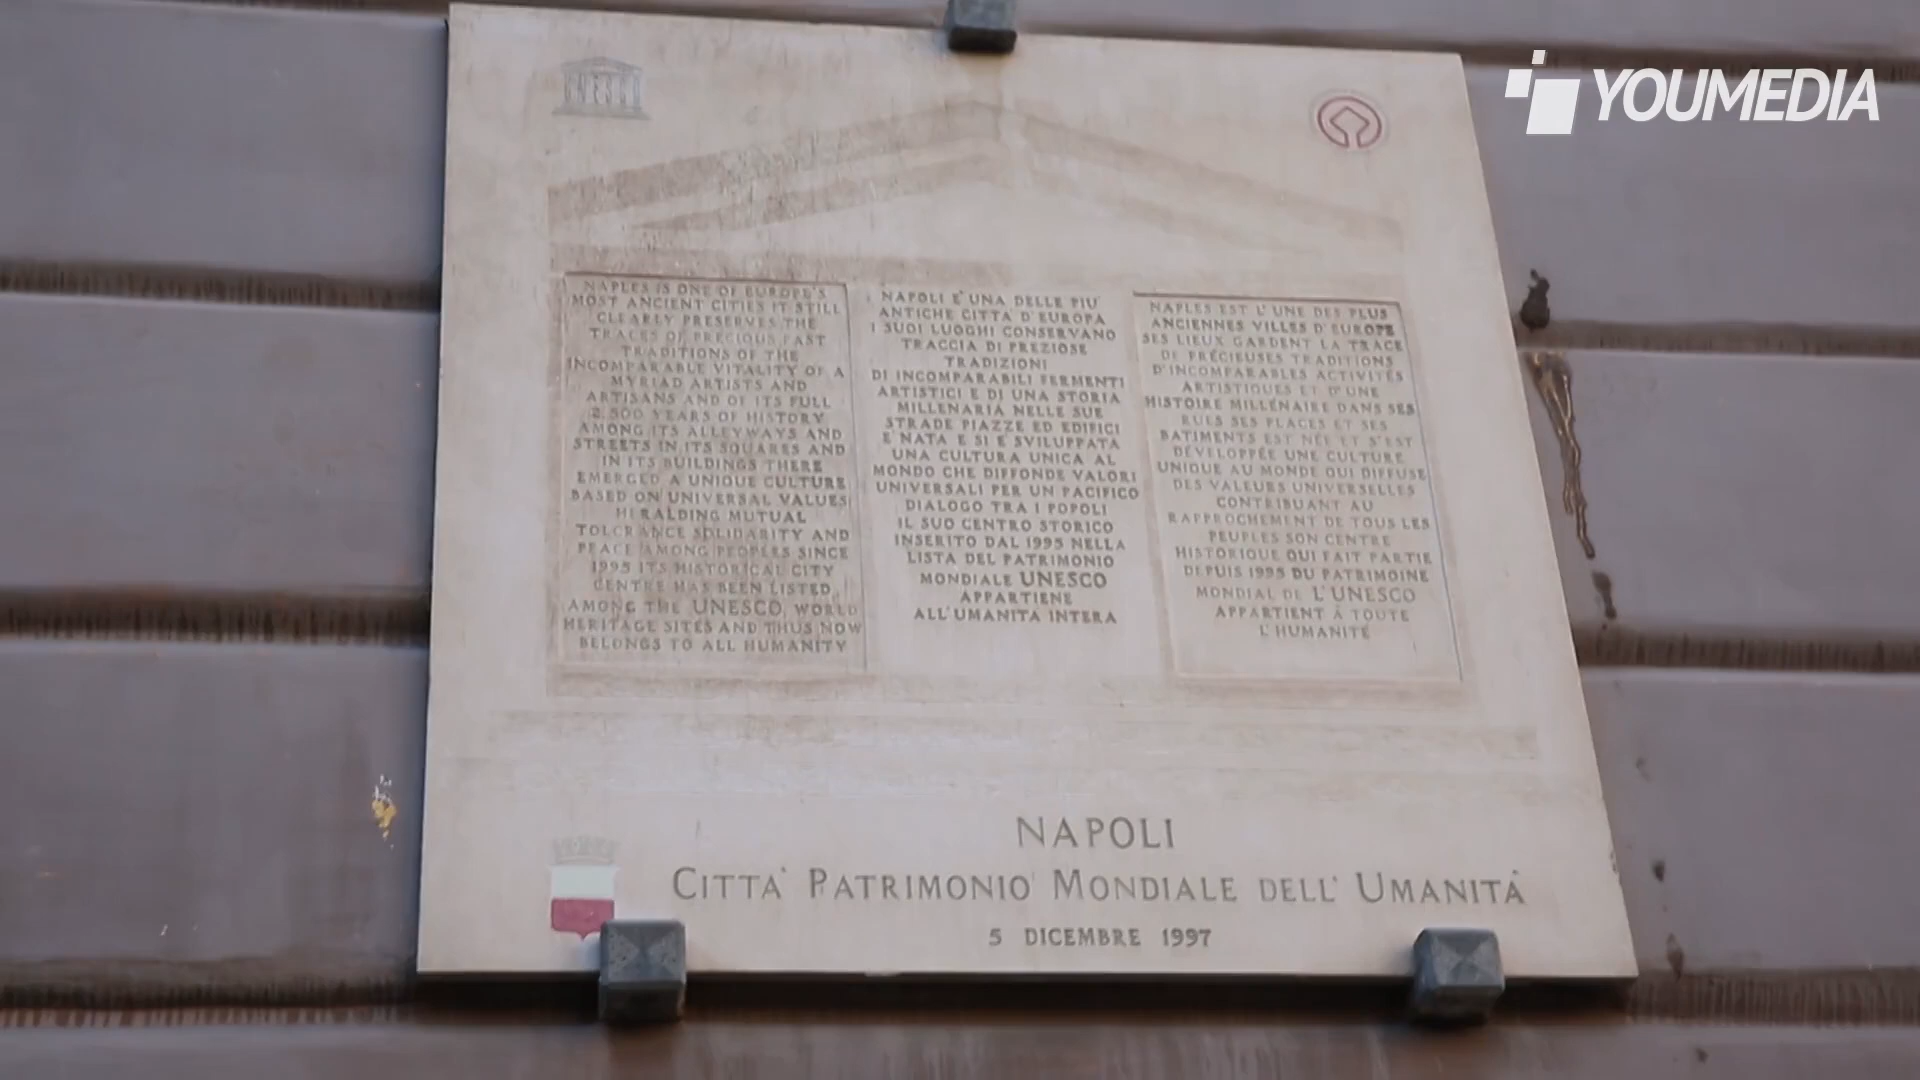 YOUMEDIA
UNESCO
NAPLES IS ONE OF EUROPE'S
MOST ANCIENT CITIES IT STILL
CLEARLY PRESERVES THE
TRACES OF PRECIOUS PAST
TRADITIONS OF THE
INCOMPARABLE VITALITY OF A
MYRIAD ARTISTS AND
ARTISANS AND OF ITS FULL
2.500 YEARS OF HISTORY
AMONG ITS ALLEYWAYS AND
STREETS IN ITS SQUARES AND
IN ITS BUILDINGS THERE
EMERGED A UNIQUE CULTURE
BASED ON UNIVERSAL VALUES
HERALDING MUTUAL
TOLERANCE SOLIDARITY AND
PEACE AMONG PEOPLES SINCE
1995 ITS HISTORICAL CITY
CENTRE HAS BEEN LISTED
AMONG THE UNESCO WORLD
HERITAGE SITES AND THUS NOW
BELONGS TO ALL HUMANITY
NAPOLI E' UNA DELLE PIU'
ANTICHE CITTA' D'EUROPA
I SUOI LUOGHI CONSERVANO
TRACCIA DI PREZIOSE
TRADIZIONI
DI INCOMPARABILI FERMENTI
ARTISTICI E DI UNA STORIA
MILLENARIA NELLE SUE
STRADE PIAZZE ED EDIFICI
E' NATA E SI E' SVILUPPATA
UNA CULTURA UNICA AL
MONDO CHE DIFFONDE VALORI
UNIVERSALI PER UN PACIFICO
DIALOGO TRA I POPOLI
IL SUO CENTRO STORICO
INSERITO DAL 1995 NELLA
LISTA DEL PATRIMONIO
MONDIALE UNESCO
APPARTIENE
ALL'UMANITA INTERA
NAPLES EST L'UNE DES PLUS
ANCIENNES VILLES D'EUROPE
SES LIEUX GARDENT LA TRACE
DE PRÉCIEUSES TRADITIONS
D'INCOMPARABLES ACTIVITÉS
ARTISTIQUES ET D'UNE
HISTOIRE MILLÉNAIRE DANS SES
RUES SES PLACES ET SES
BATIMENTS EST NÉE ET S'EST
DÉVELOPPÉE UNE CULTURE
UNIQUE AU MONDE QUI DIFFUSE
DES VALEURS UNIVERSELLES
CONTRIBUANT AU
RAPPROCHEMENT DE TOUS LES
PEUPLES SON CENTRE
HISTORIQUE QUI FAIT PARTIE
DEPUIS 1995 DU PATRIMOINE
MONDIAL DE L'UNESCO
APPARTIENT À TOUTE
L'HUMANITÉ
NAPOLI
CITTA' PATRIMONIO MONDIALE DELL' UMANITÁ
5 DICEMBRE 1997